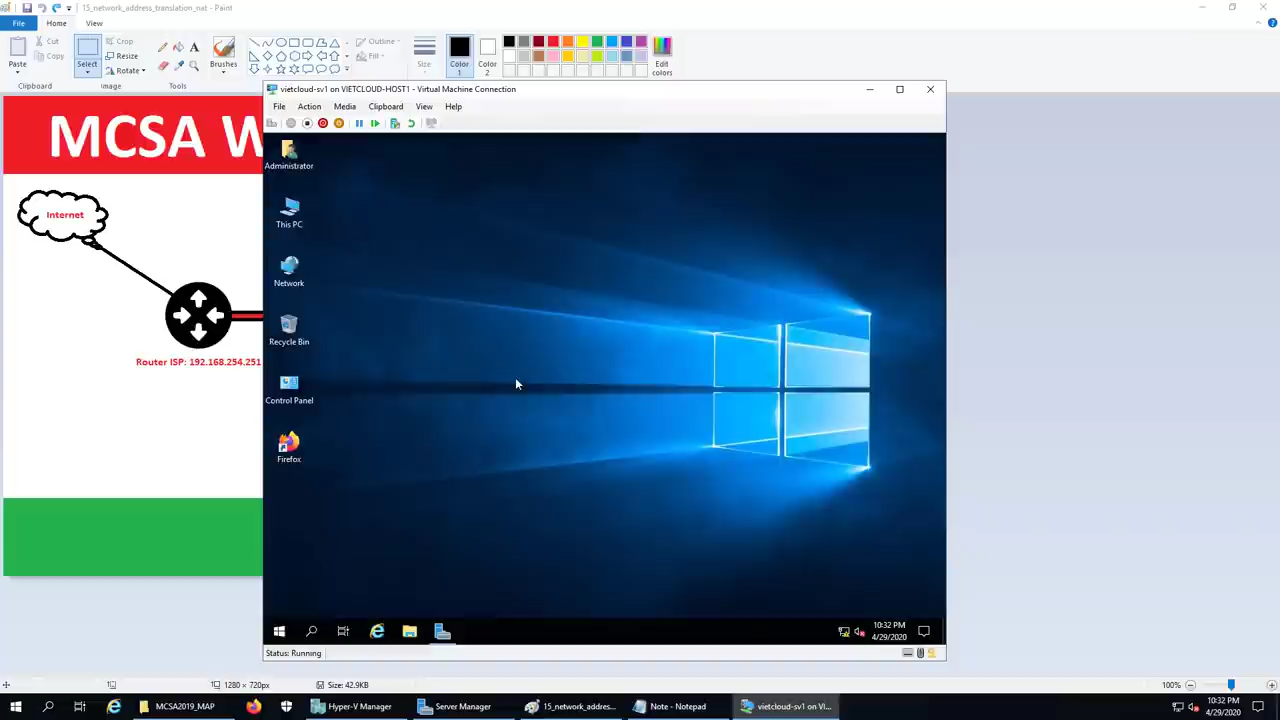 15_network_address_translation_nat - Paint
File
Home
View
Paste
Cut
Copy
Clipboard
Select
Crop
Resize
Rotate
Image
A
Brushes
Tools
Outline
Fill
Shapes
Size
Color 1
Color 2
Edit colors
MCSA W
Internet
Router ISP: 192.168.254.251
vietcloud-sv1 on VIETCLOUD-HOST1 - Virtual Machine Connection
File Action Media Clipboard View Help
Administrator
This PC
Network
Recycle Bin
Control Panel
Firefox
10:32 PM
4/29/2020
Status: Running
1280 × 720px
Size: 42.9KB
100%
MCSA2019_MAP
Hyper-V Manager
Server Manager
15_network_addres...
Note - Notepad
vietcloud-sv1 on VI...
10:32 PM
4/29/2020